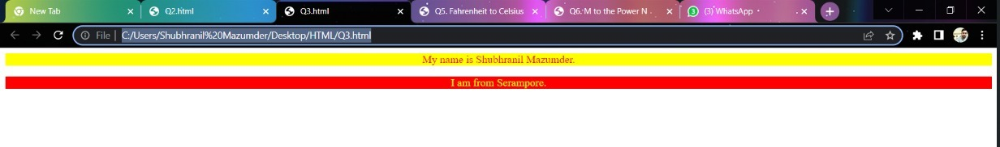 New Tab
Q2.html
Q3.html
Q5. Fahrenheit to Celsius
Q6. M to the Power N
(3) WhatsApp
File | C:/Users/Shubhranil%20Mazumder/Desktop/HTML/Q3.html
My name is Shubhranil Mazumder.
I am from Serampore.